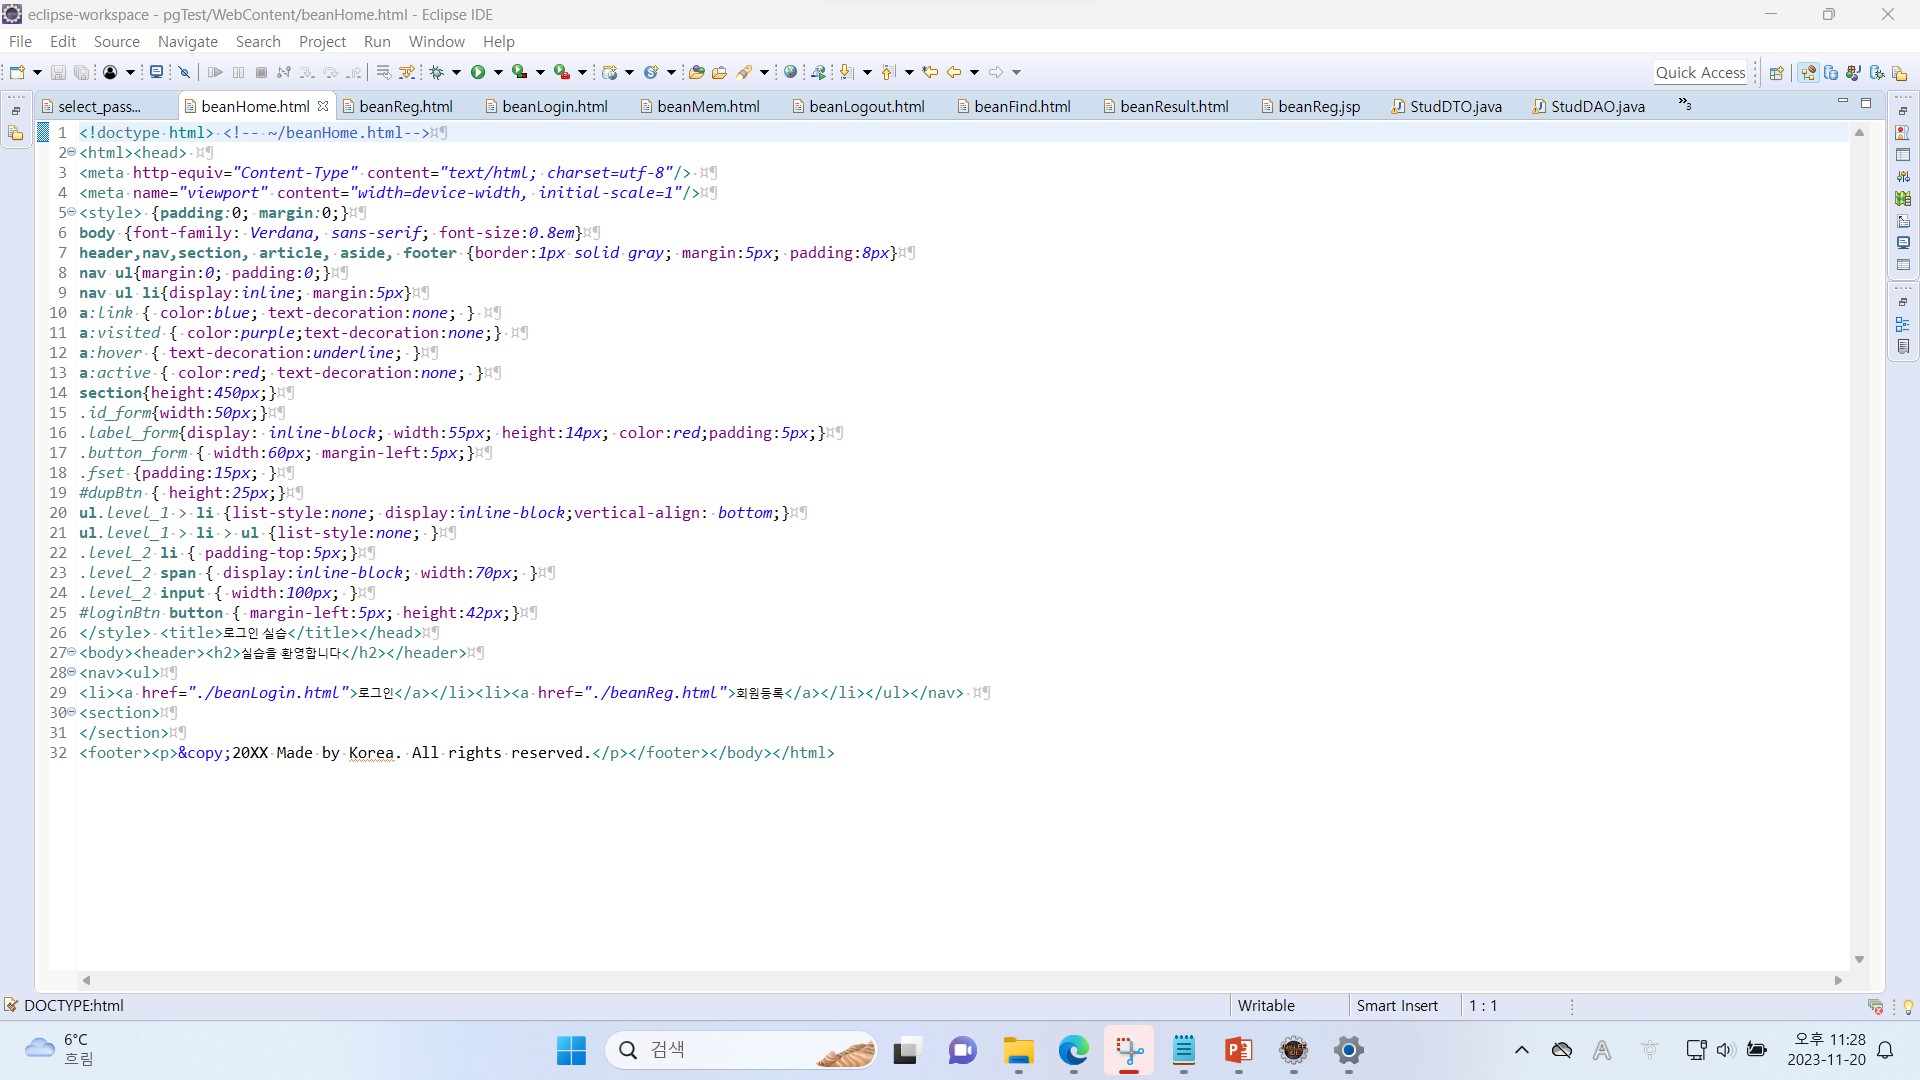 eclipse-workspace - pgTest/WebContent/beanHome.html - Eclipse IDE
File Edit Source Navigate Search Project Run Window Help
Quick Access
select_pass... beanHome.html beanReg.html beanLogin.html beanMem.html beanLogout.html beanFind.html beanResult.html beanReg.jsp StudDTO.java StudDAO.java »3
1 <!doctype html> <!-- ~/beanHome.html-->
2 <html><head>
3 <meta http-equiv="Content-Type" content="text/html; charset=utf-8"/>
4 <meta name="viewport" content="width=device-width, initial-scale=1"/>
5 <style> {padding:0; margin:0;}
6 body {font-family: Verdana, sans-serif; font-size:0.8em}
7 header,nav,section, article, aside, footer {border:1px solid gray; margin:5px; padding:8px}
8 nav ul{margin:0; padding:0;}
9 nav ul li{display:inline; margin:5px}
10 a:link { color:blue; text-decoration:none; }
11 a:visited { color:purple;text-decoration:none;}
12 a:hover { text-decoration:underline; }
13 a:active { color:red; text-decoration:none; }
14 section{height:450px;}
15 .id_form{width:50px;}
16 .label_form{display: inline-block; width:55px; height:14px; color:red;padding:5px;}
17 .button_form { width:60px; margin-left:5px;}
18 .fset {padding:15px; }
19 #dupBtn { height:25px;}
20 ul.level_1 > li {list-style:none; display:inline-block;vertical-align: bottom;}
21 ul.level_1 > li > ul {list-style:none; }
22 .level_2 li { padding-top:5px;}
23 .level_2 span { display:inline-block; width:70px; }
24 .level_2 input { width:100px; }
25 #loginBtn button { margin-left:5px; height:42px;}
26 </style> <title>로그인 실습</title></head>
27 <body><header><h2>실습을 환영합니다</h2></header>
28 <nav><ul>
29 <li><a href="./beanLogin.html">로그인</a></li><li><a href="./beanReg.html">회원등록</a></li></ul></nav>
30 <section>
31 </section>
32 <footer><p>&copy;20XX Made by Korea. All rights reserved.</p></footer></body></html>
DOCTYPE:html Writable Smart Insert 1 : 1
6°C
흐림
검색
오후 11:28
2023-11-20